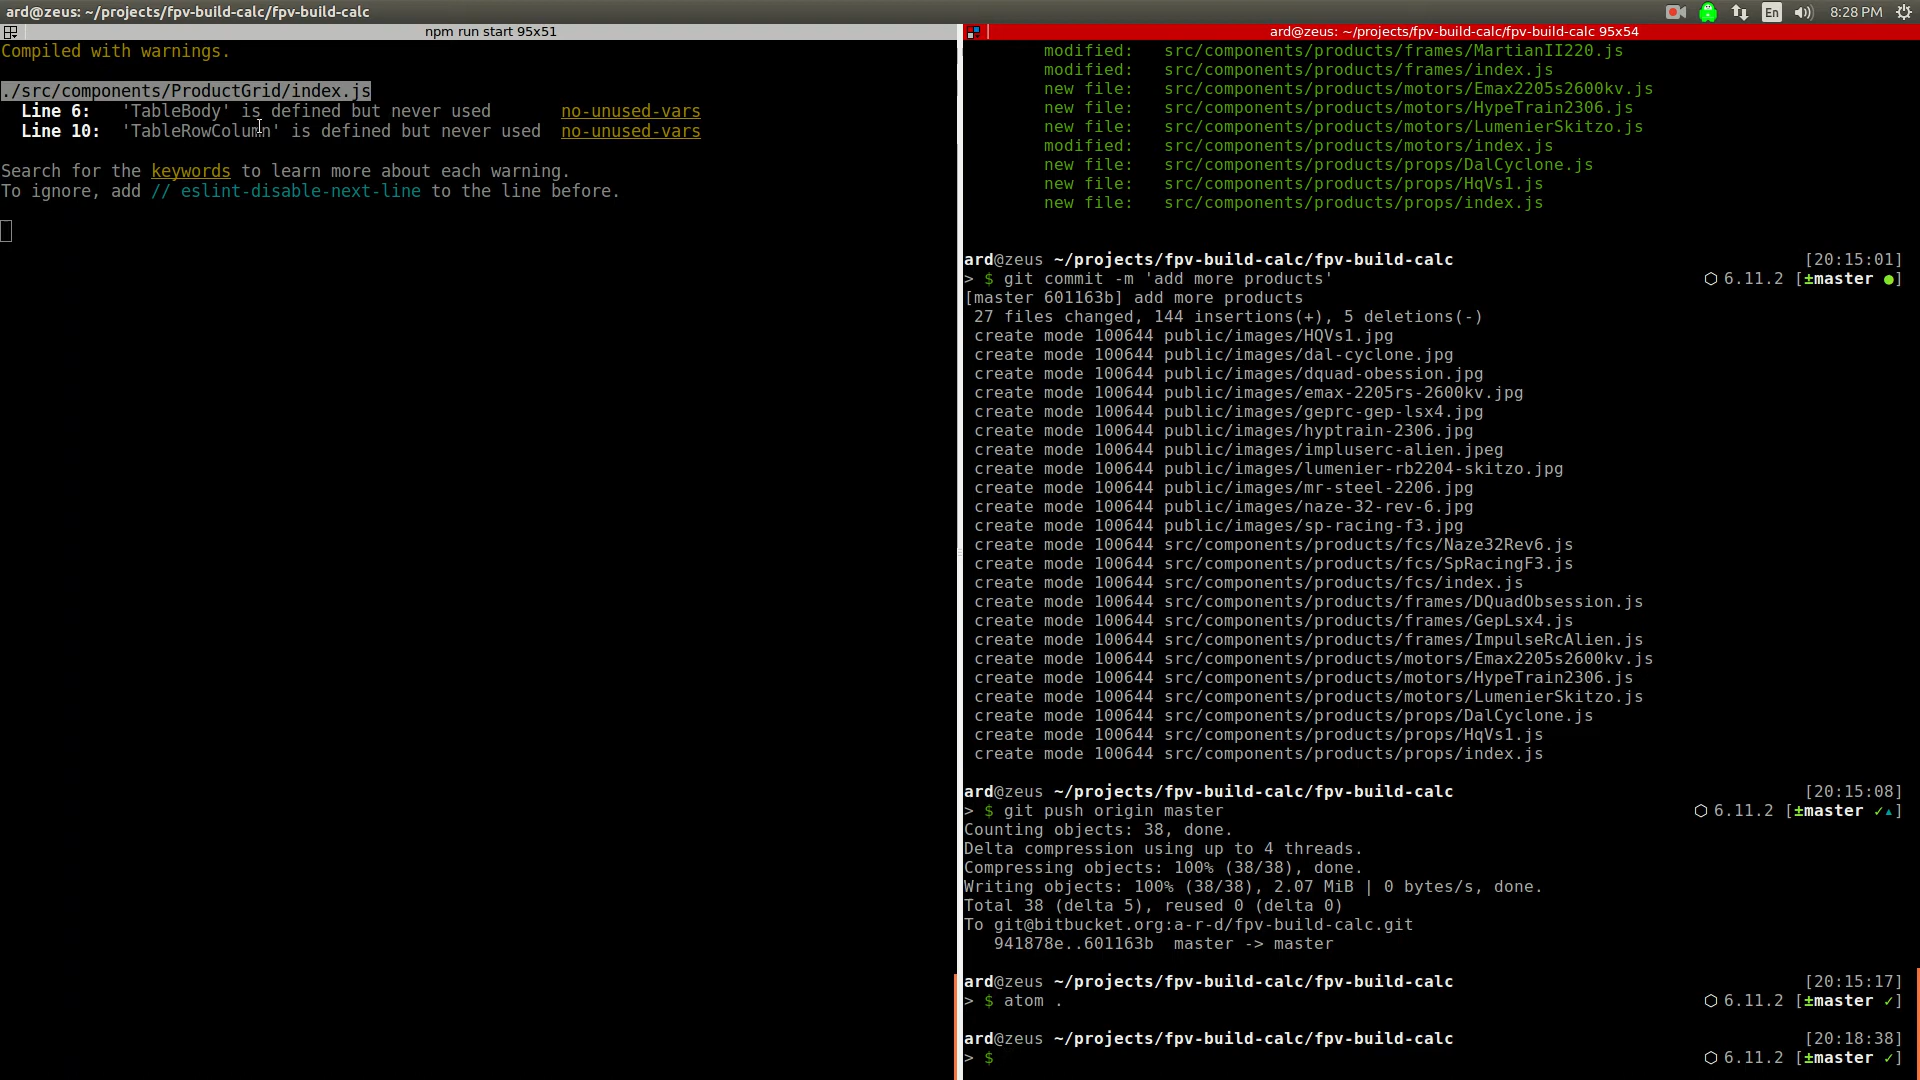 ard@zeus: ~/projects/fpv-build-calc/fpv-build-calc
En
8:28 PM
npm run start 95x51
Compiled with warnings.
./src/components/ProductGrid/index.js
Line 6: 'TableBody' is defined but never used no-unused-vars
Line 10: 'TableRowColumn' is defined but never used no-unused-vars
Search for the keywords to learn more about each warning.
To ignore, add // eslint-disable-next-line to the line before.
ard@zeus: ~/projects/fpv-build-calc/fpv-build-calc 95x54
modified: src/components/products/frames/MartianII220.js
modified: src/components/products/frames/index.js
new file: src/components/products/motors/Emax2205s2600kv.js
new file: src/components/products/motors/HypeTrain2306.js
new file: src/components/products/motors/LumenierSkitzo.js
modified: src/components/products/motors/index.js
new file: src/components/products/props/DalCyclone.js
new file: src/components/products/props/HqVs1.js
new file: src/components/products/props/index.js
ard@zeus ~/projects/fpv-build-calc/fpv-build-calc [20:15:01]
> $ git commit -m 'add more products' ⬡ 6.11.2 [±master ●]
[master 601163b] add more products
27 files changed, 144 insertions(+), 5 deletions(-)
create mode 100644 public/images/HQVs1.jpg
create mode 100644 public/images/dal-cyclone.jpg
create mode 100644 public/images/dquad-obession.jpg
create mode 100644 public/images/emax-2205rs-2600kv.jpg
create mode 100644 public/images/geprc-gep-lsx4.jpg
create mode 100644 public/images/hyptrain-2306.jpg
create mode 100644 public/images/impluserc-alien.jpeg
create mode 100644 public/images/lumenier-rb2204-skitzo.jpg
create mode 100644 public/images/mr-steel-2206.jpg
create mode 100644 public/images/naze-32-rev-6.jpg
create mode 100644 public/images/sp-racing-f3.jpg
create mode 100644 src/components/products/fcs/Naze32Rev6.js
create mode 100644 src/components/products/fcs/SpRacingF3.js
create mode 100644 src/components/products/fcs/index.js
create mode 100644 src/components/products/frames/DQuadObsession.js
create mode 100644 src/components/products/frames/GepLsx4.js
create mode 100644 src/components/products/frames/ImpulseRcAlien.js
create mode 100644 src/components/products/motors/Emax2205s2600kv.js
create mode 100644 src/components/products/motors/HypeTrain2306.js
create mode 100644 src/components/products/motors/LumenierSkitzo.js
create mode 100644 src/components/products/props/DalCyclone.js
create mode 100644 src/components/products/props/HqVs1.js
create mode 100644 src/components/products/props/index.js
ard@zeus ~/projects/fpv-build-calc/fpv-build-calc [20:15:08]
> $ git push origin master ⬡ 6.11.2 [±master ✓▴]
Counting objects: 38, done.
Delta compression using up to 4 threads.
Compressing objects: 100% (38/38), done.
Writing objects: 100% (38/38), 2.07 MiB | 0 bytes/s, done.
Total 38 (delta 5), reused 0 (delta 0)
To git@bitbucket.org:a-r-d/fpv-build-calc.git
941878e..601163b master -> master
ard@zeus ~/projects/fpv-build-calc/fpv-build-calc [20:15:17]
> $ atom . ⬡ 6.11.2 [±master ✓]
ard@zeus ~/projects/fpv-build-calc/fpv-build-calc [20:18:38]
> $ ⬡ 6.11.2 [±master ✓]